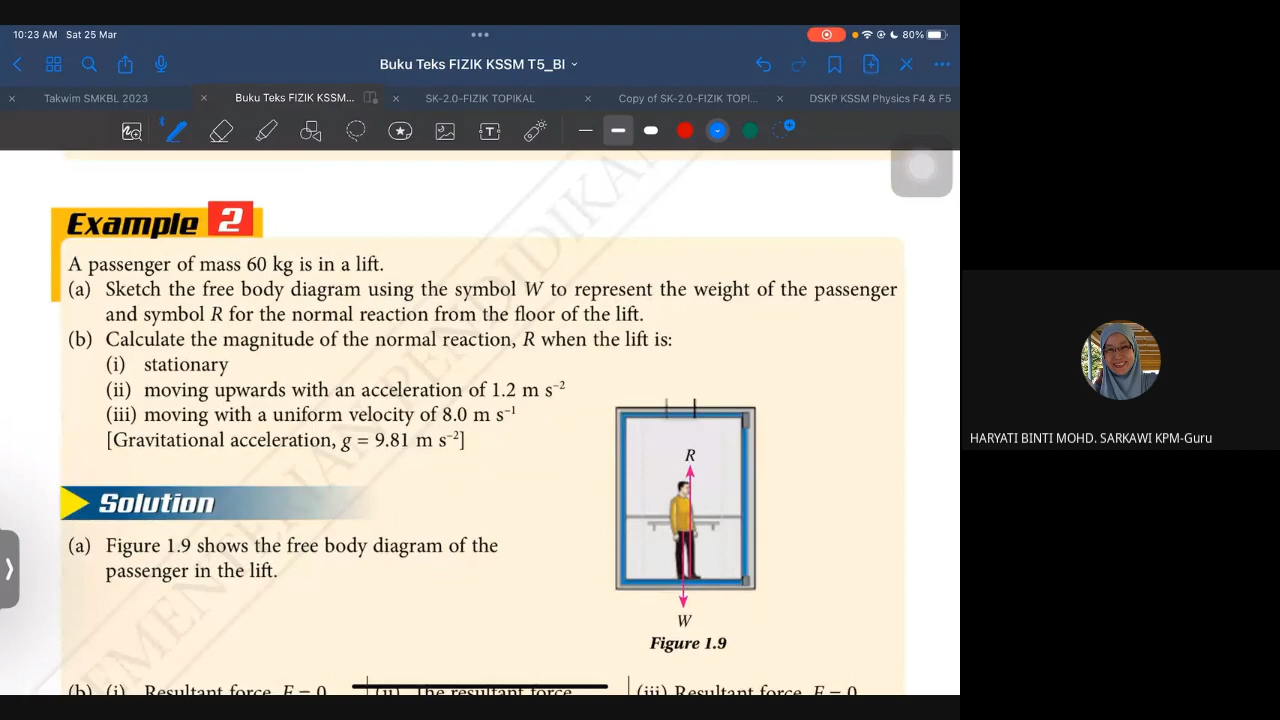 10:23 AM Sat 25 Mar
80%
Buku Teks FIZIK KSSM T5_BI
Takwim SMKBL 2023
Buku Teks FIZIK KSSM...
SK-2.0-FIZIK TOPIKAL
Copy of SK-2.0-FIZIK TOPI...
DSKP KSSM Physics F4 & F5
KEMENTERIAN PENDIDIKAN
Example 2
A passenger of mass 60 kg is in a lift.
(a) Sketch the free body diagram using the symbol W to represent the weight of the passenger
and symbol R for the normal reaction from the floor of the lift.
(b) Calculate the magnitude of the normal reaction, R when the lift is:
(i) stationary
(ii) moving upwards with an acceleration of 1.2 m s⁻²
(iii) moving with a uniform velocity of 8.0 m s⁻¹
[Gravitational acceleration, g = 9.81 m s⁻²]
R
Solution
(a) Figure 1.9 shows the free body diagram of the
passenger in the lift.
W
Figure 1.9
(b) (i) Resultant force, F = 0
(ii) The resultant force,
(iii) Resultant force, F = 0
HARYATI BINTI MOHD. SARKAWI KPM-Guru